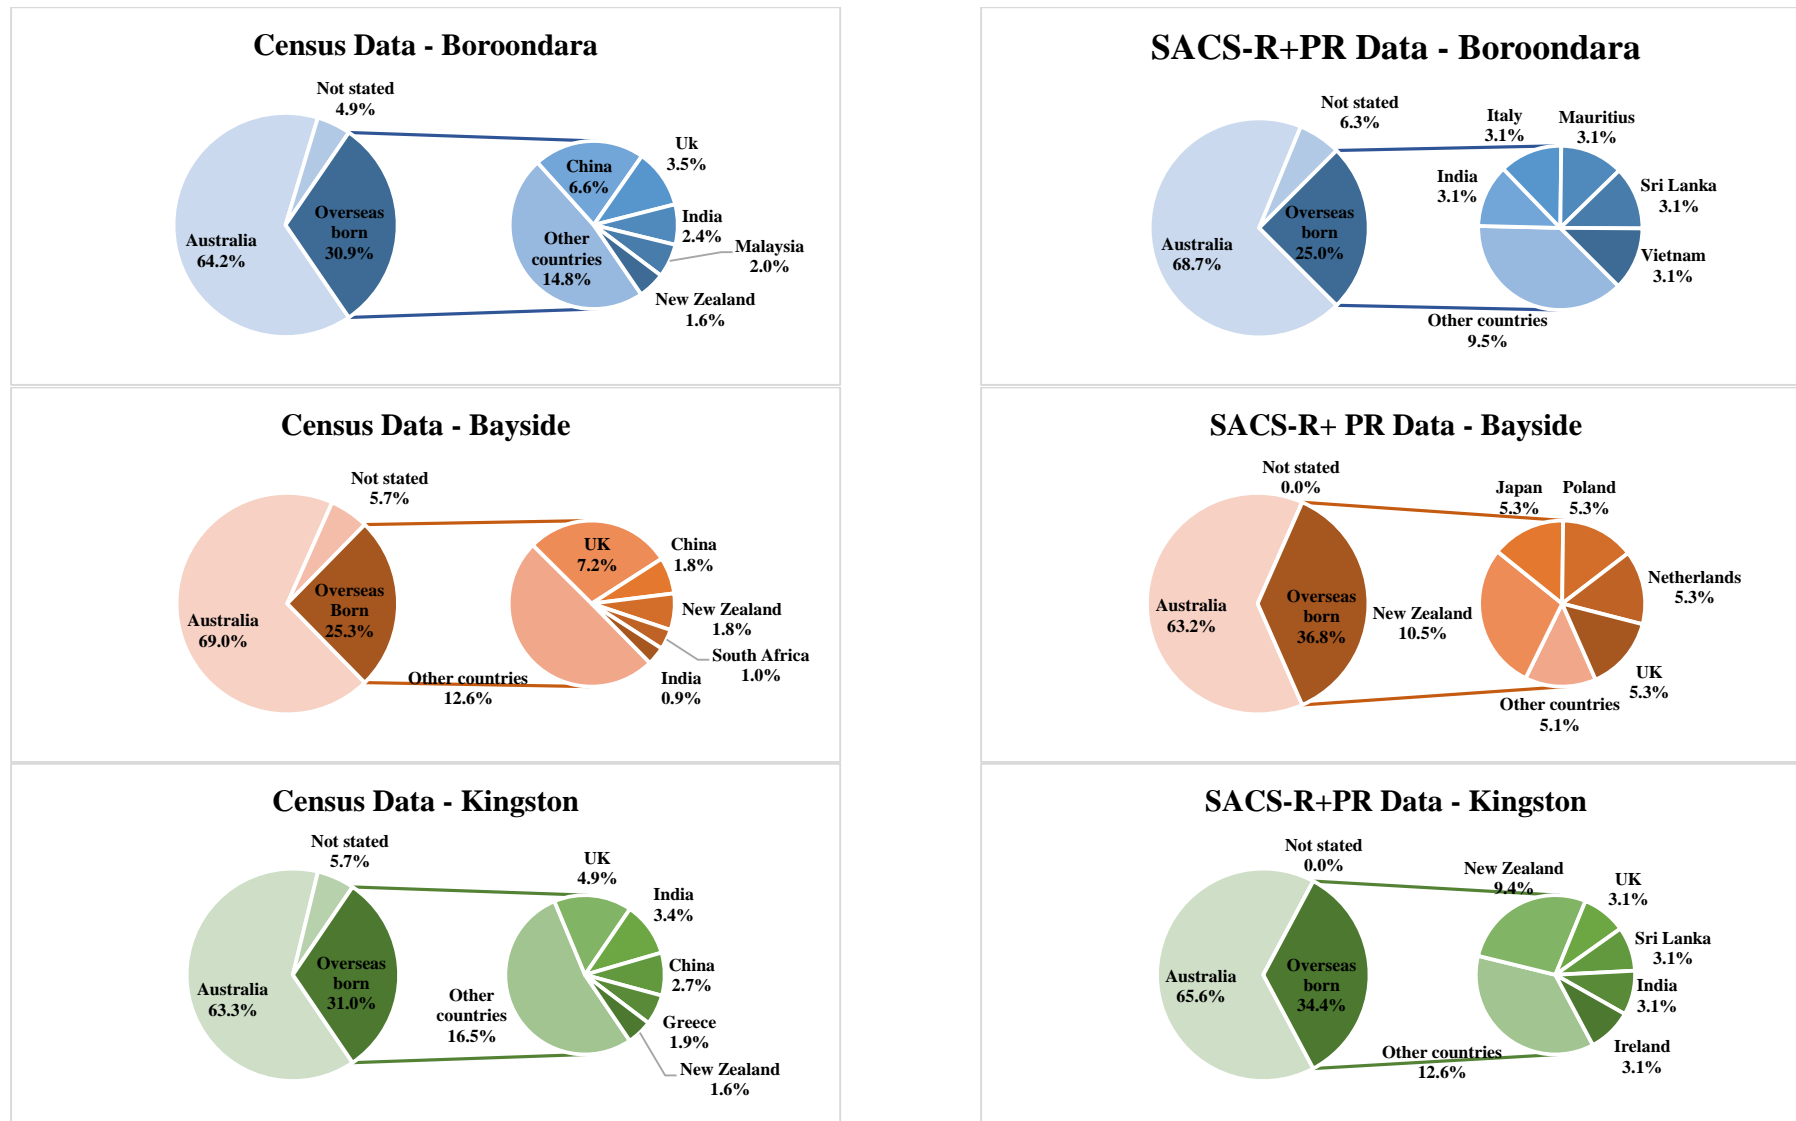 Census Data - Boroondara
Not stated
4.9%
Australia
64.2%
Overseas
born
30.9%
China
6.6%
Uk
3.5%
India
2.4%
Malaysia
2.0%
New Zealand
1.6%
Other
countries
14.8%
SACS-R+PR Data - Boroondara
Not stated
6.3%
Australia
68.7%
Overseas
born
25.0%
Italy
3.1%
Mauritius
3.1%
India
3.1%
Sri Lanka
3.1%
Vietnam
3.1%
Other countries
9.5%
Census Data - Bayside
Not stated
5.7%
Australia
69.0%
Overseas
Born
25.3%
UK
7.2%
China
1.8%
New Zealand
1.8%
South Africa
1.0%
India
0.9%
Other countries
12.6%
SACS-R+ PR Data - Bayside
Not stated
0.0%
Australia
63.2%
Overseas
born
36.8%
New Zealand
10.5%
Japan
5.3%
Poland
5.3%
Netherlands
5.3%
UK
5.3%
Other countries
5.1%
Census Data - Kingston
Not stated
5.7%
Australia
63.3%
Overseas
born
31.0%
UK
4.9%
India
3.4%
China
2.7%
Greece
1.9%
New Zealand
1.6%
Other
countries
16.5%
SACS-R+PR Data - Kingston
Not stated
0.0%
Australia
65.6%
Overseas
born
34.4%
New Zealand
9.4%
UK
3.1%
Sri Lanka
3.1%
India
3.1%
Ireland
3.1%
Other countries
12.6%